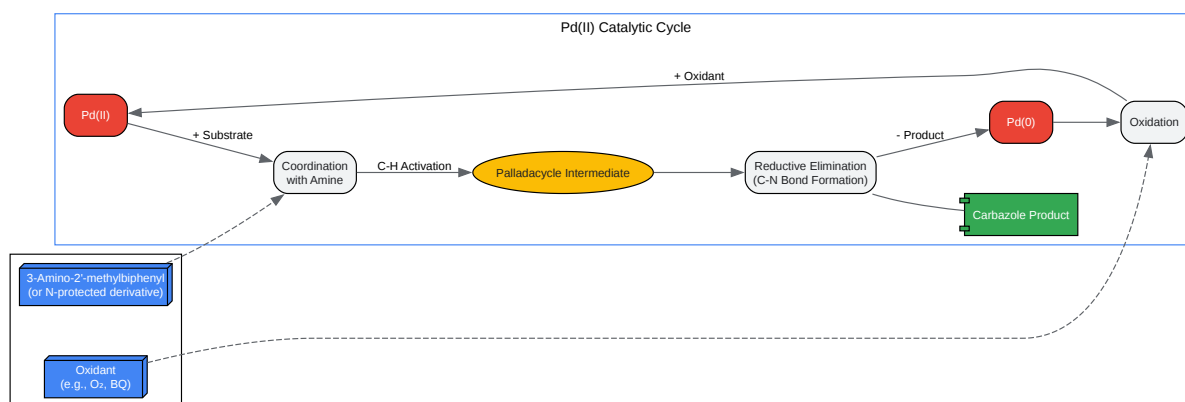 Pd(II) Catalytic Cycle
+ Oxidant
Pd(II)
+ Substrate
Pd(0)
Oxidation
- Product
Coordination
with Amine
C-H Activation
Palladacycle Intermediate
Reductive Elimination
(C-N Bond Formation)
Carbazole Product
3-Amino-2'-methylbiphenyl
(or N-protected derivative)
Oxidant
(e.g., O₂, BQ)